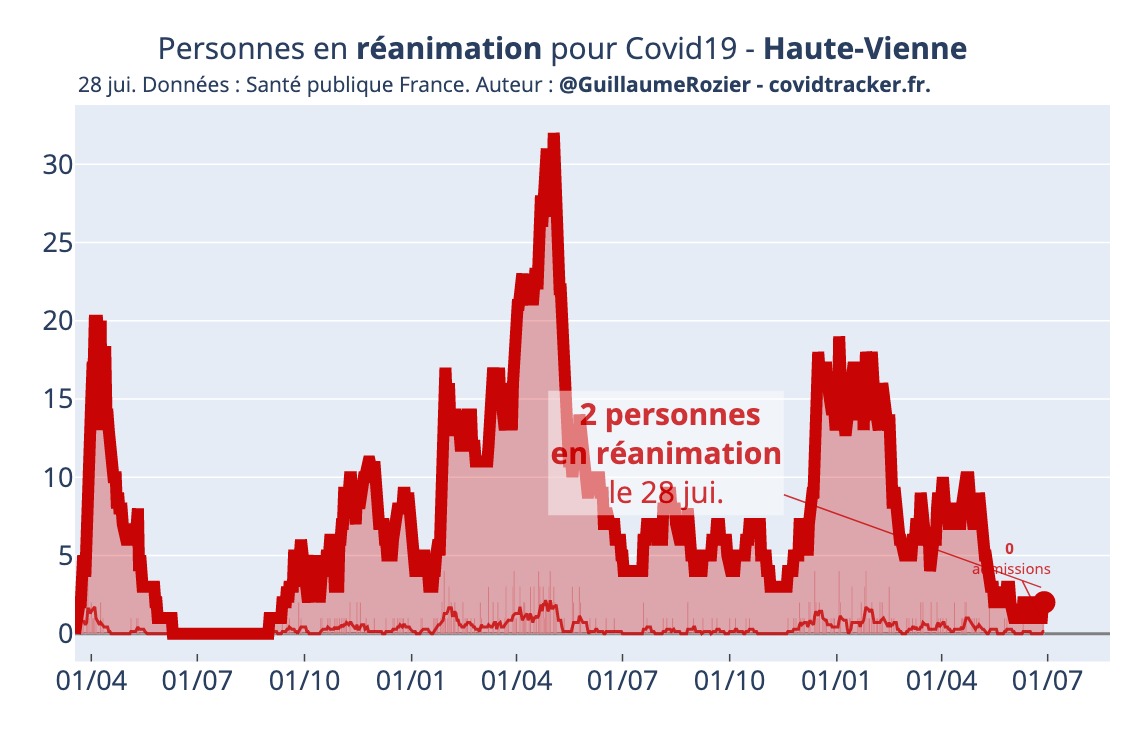 Personnes en réanimation pour Covid19 - Haute-Vienne
28 jui. Données : Santé publique France. Auteur : @GuillaumeRozier - covidtracker.fr.
30
25
20
15
10
5
0
2 personnes
en réanimation
le 28 jui.
0
admissions
01/04 01/07 01/10 01/01 01/04 01/07 01/10 01/01 01/04 01/07